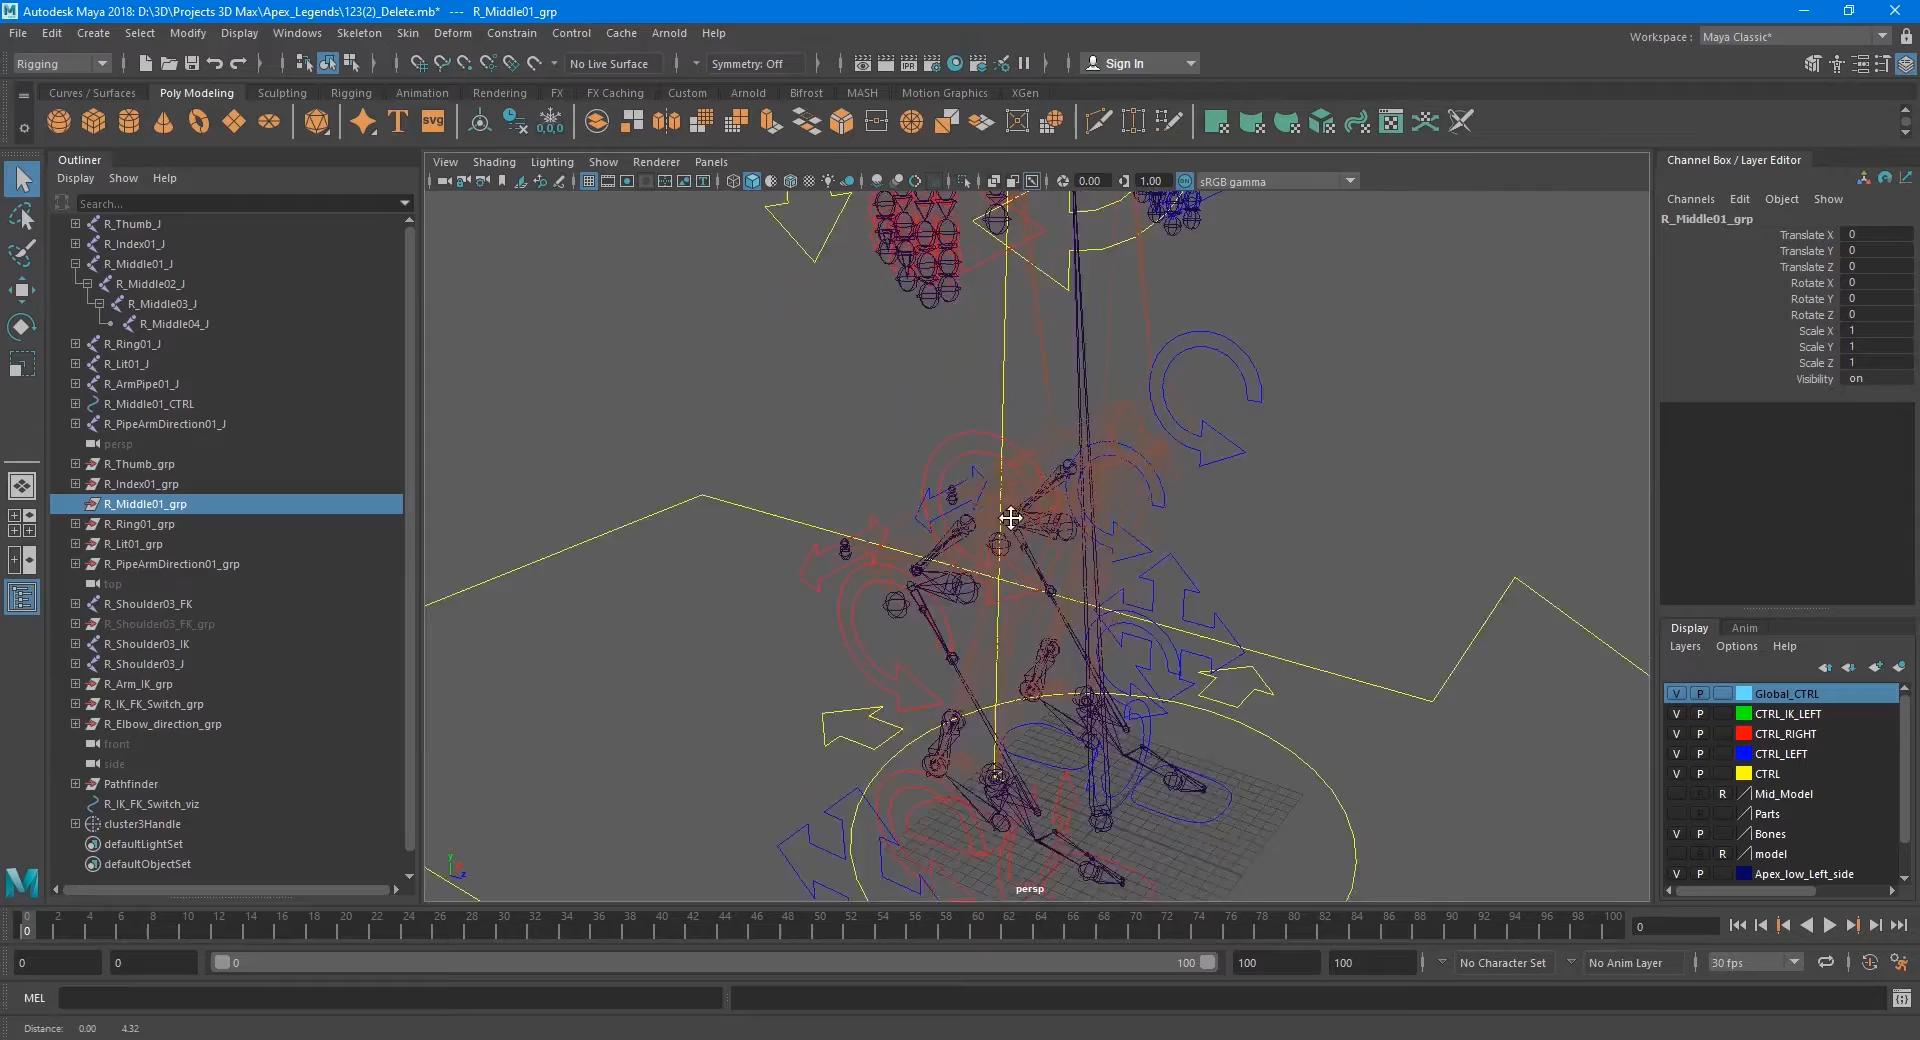 Autodesk Maya 2018: D:\3D\Projects 3D Max\Apex_Legends\123(2)_Delete.mb*   ---   R_Middle01_grp
File Edit Create Select Modify Display Windows Skeleton Skin Deform Constrain Control Cache Arnold Help
Workspace : Maya Classic*
Rigging
No Live Surface
Symmetry: Off
Sign In
Curves / Surfaces Poly Modeling Sculpting Rigging Animation Rendering FX FX Caching Custom Arnold Bifrost MASH Motion Graphics XGen
T SVG 0,0,0
Outliner
Display Show Help
Search...
R_Thumb_J
R_Index01_J
R_Middle01_J
R_Middle02_J
R_Middle03_J
R_Middle04_J
R_Ring01_J
R_Lit01_J
R_ArmPipe01_J
R_Middle01_CTRL
R_PipeArmDirection01_J
persp
R_Thumb_grp
R_Index01_grp
R_Middle01_grp
R_Ring01_grp
R_Lit01_grp
R_PipeArmDirection01_grp
top
R_Shoulder03_FK
R_Shoulder03_FK_grp
R_Shoulder03_IK
R_Shoulder03_J
R_Arm_IK_grp
R_IK_FK_Switch_grp
R_Elbow_direction_grp
front
side
Pathfinder
R_IK_FK_Switch_viz
cluster3Handle
defaultLightSet
defaultObjectSet
View Shading Lighting Show Renderer Panels
0.00 1.00 sRGB gamma
persp
Channel Box / Layer Editor
Channels Edit Object Show
R_Middle01_grp
Translate X 0
Translate Y 0
Translate Z 0
Rotate X 0
Rotate Y 0
Rotate Z 0
Scale X 1
Scale Y 1
Scale Z 1
Visibility on
Display Anim
Layers Options Help
V P Global_CTRL
V P CTRL_IK_LEFT
V P CTRL_RIGHT
V P CTRL_LEFT
V P CTRL
R Mid_Model
Parts
V P Bones
R model
V P Apex_low_Left_side
0 2 4 6 8 10 12 14 16 18 20 22 24 26 28 30 32 34 36 38 40 42 44 46 48 50 52 54 56 58 60 62 64 66 68 70 72 74 76 78 80 82 84 86 88 90 92 94 96 98 100
0
0
0 0 0 100 100 100 No Character Set No Anim Layer 30 fps
MEL
Distance: 0.00 4.32